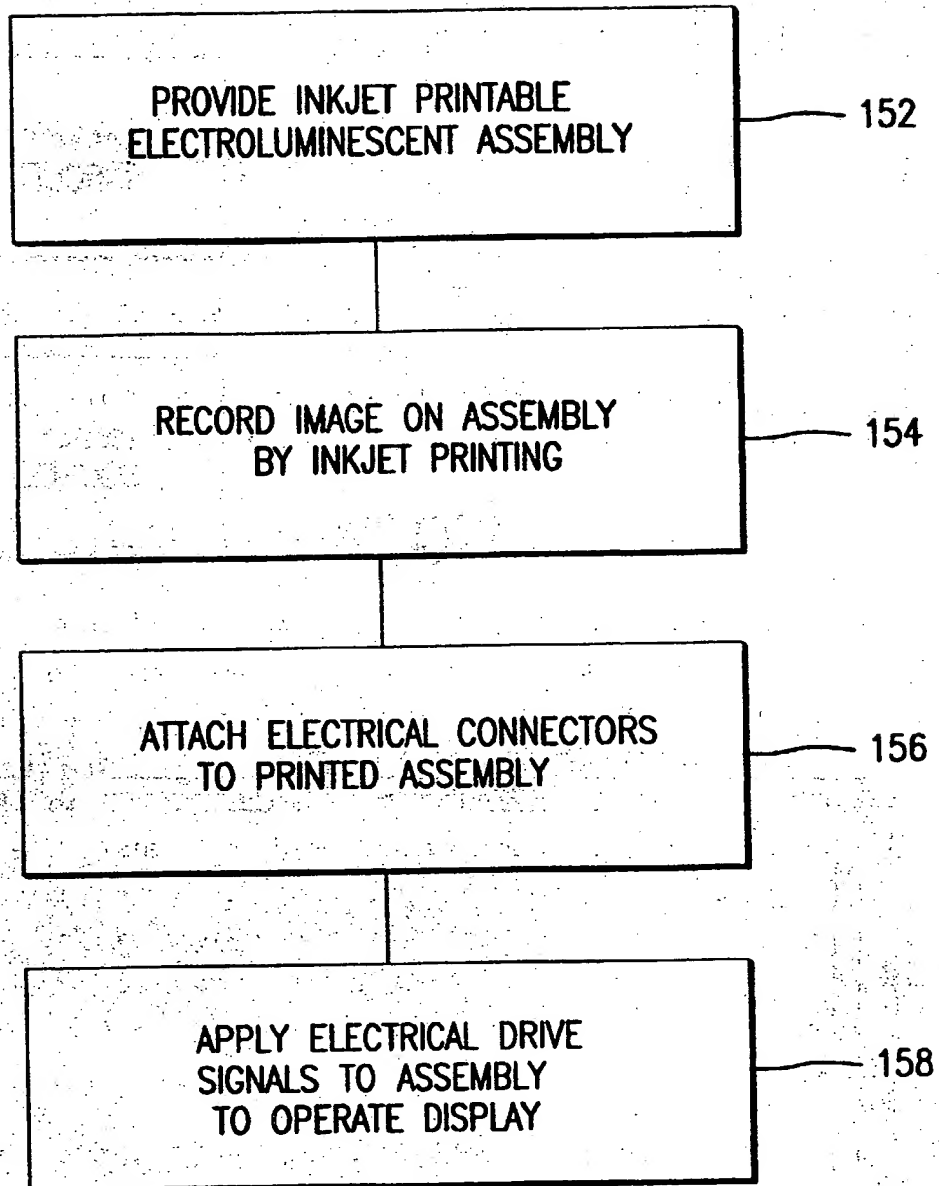 PROVIDE INKJET PRINTABLE
ELECTROLUMINESCENT ASSEMBLY
152
RECORD IMAGE ON ASSEMBLY
BY INKJET PRINTING
154
ATTACH ELECTRICAL CONNECTORS
TO PRINTED ASSEMBLY
156
APPLY ELECTRICAL DRIVE
SIGNALS TO ASSEMBLY
TO OPERATE DISPLAY
158